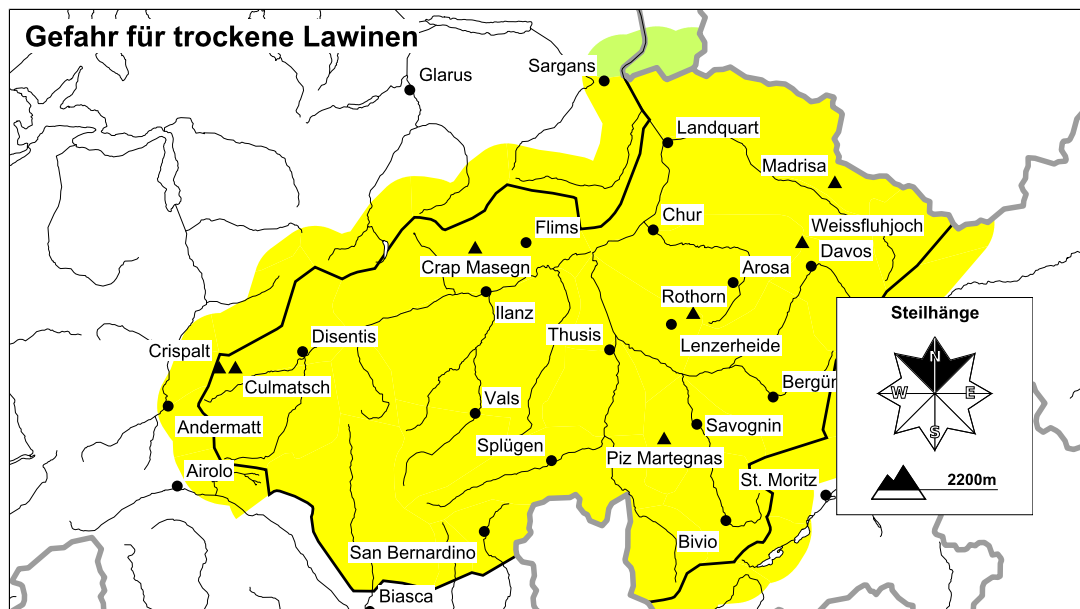 Gefahr für trockene Lawinen
Sargans
Glarus
Landquart
Madrisa
Chur
Weissfluhjoch
Flims
Davos
Crap Masegn
Arosa
Rothorn
Ilanz
Steilhänge
Disentis
Thusis
Lenzerheide
Crispalt
Culmatsch
N
W
E
S
Bergün
Vals
Andermatt
Savognin
Splügen
Piz Martegnas
Airolo
St. Moritz
2200m
Bivio
San Bernardino
Biasca